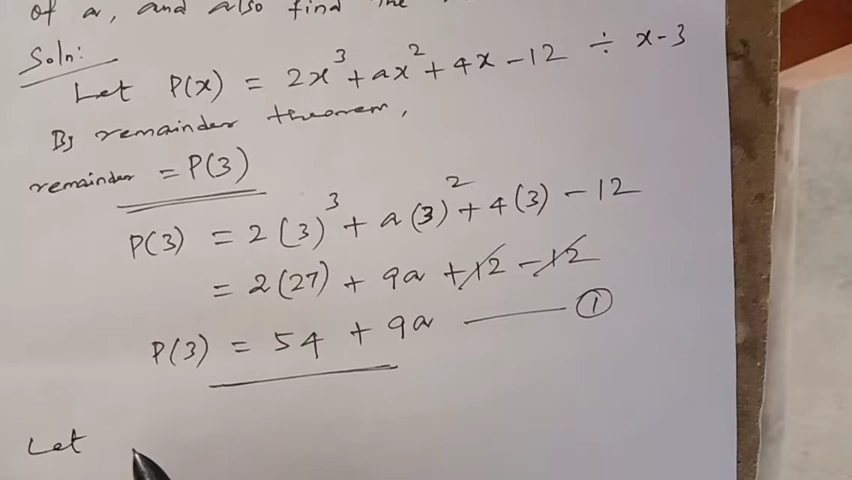 of a, and also find the
Soln:
Let P(x) = 2x³ + ax² + 4x - 12 ÷ x-3
By remainder theorem,
remainder = P(3)
P(3) = 2(3)³ + a(3)² + 4(3) - 12
= 2(27) + 9a + 12 - 12
P(3) = 54 + 9a —— ①
Let